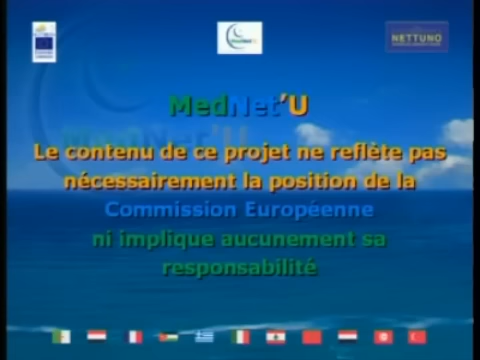 NETTUNO
MedNet'U
Le contenu de ce projet ne reflète pas
nécessairement la position de la
Commission Européenne
ni implique aucunement sa
responsabilité